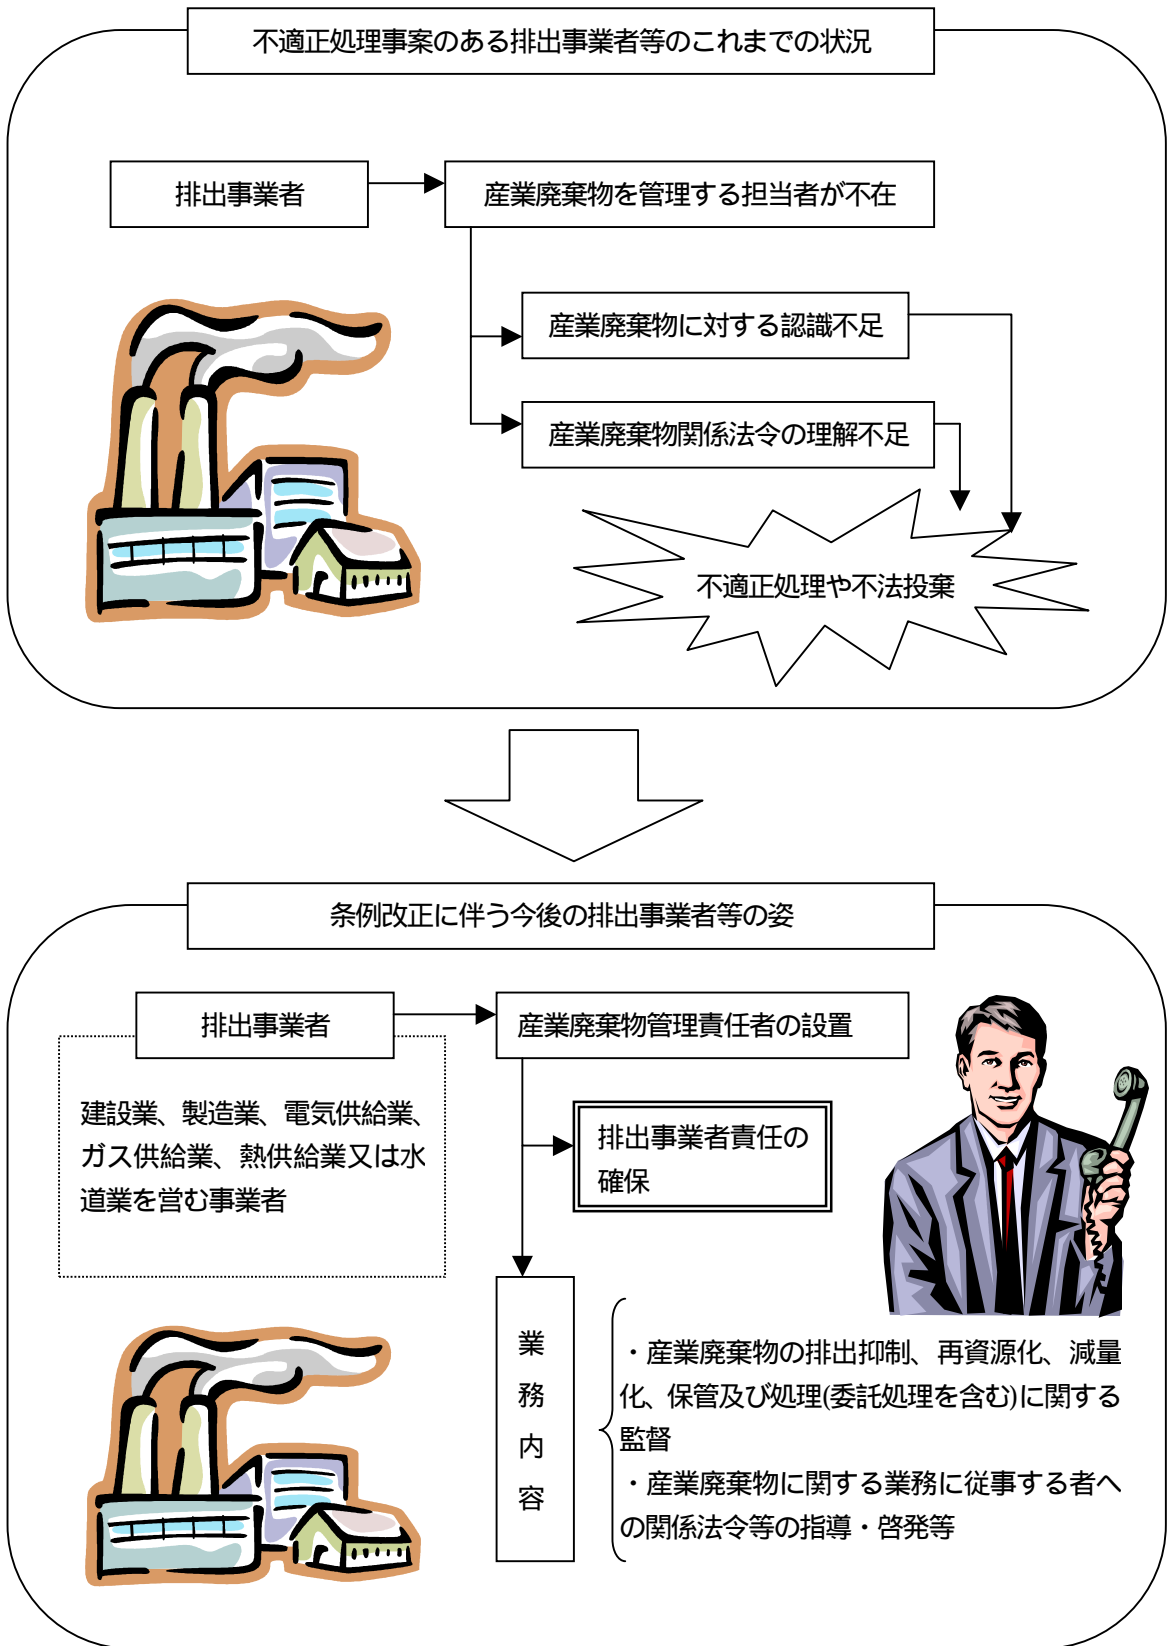 不適正処理事案のある排出事業者等のこれまでの状況
排出事業者
産業廃棄物を管理する担当者が不在
産業廃棄物に対する認識不足
産業廃棄物関係法令の理解不足
不適正処理や不法投棄
条例改正に伴う今後の排出事業者等の姿
排出事業者
産業廃棄物管理責任者の設置
建設業、製造業、電気供給業、
ガス供給業、熱供給業又は水
道業を営む事業者
排出事業者責任の
確保
業
務
内
容
・産業廃棄物の排出抑制、再資源化、減量
化、保管及び処理(委託処理を含む)に関する
監督
・産業廃棄物に関する業務に従事する者へ
の関係法令等の指導・啓発等